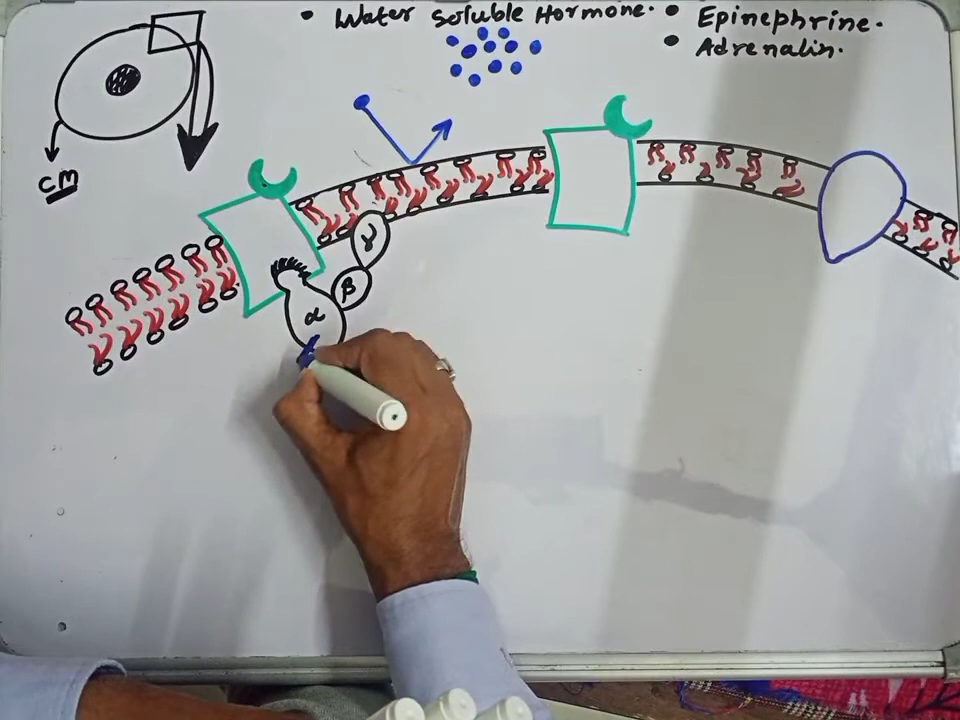 • Water Soluble Hormone.
• Epinephrine.
• Adrenalin.
CM
γ
β
α